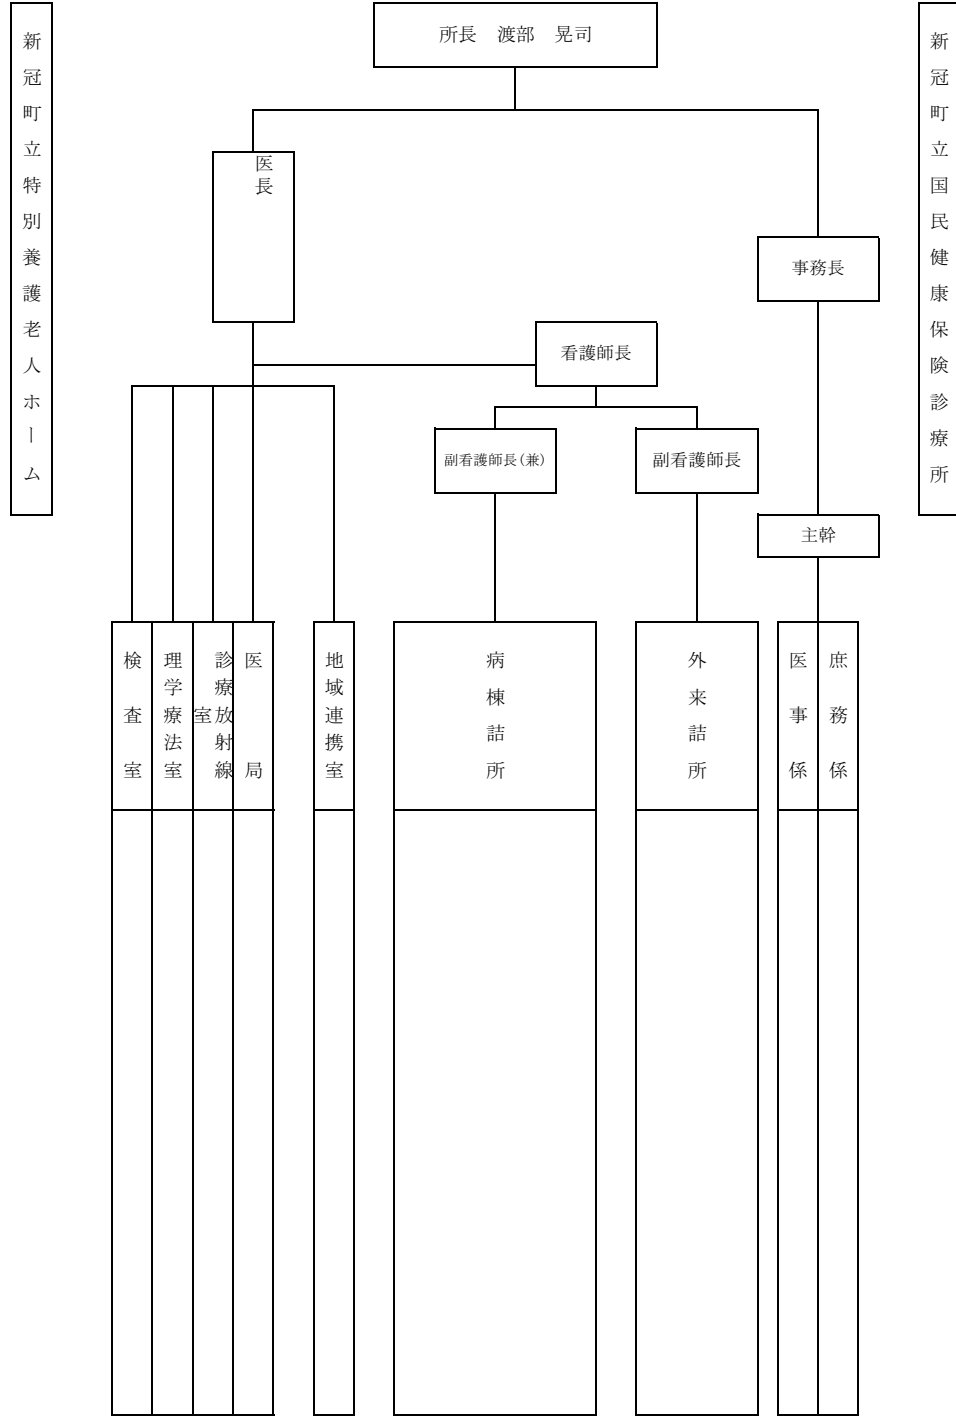 所長　渡部　晃司
新冠町立国民健康保険診療所
新冠町立特別養護老人ホーム
医長
事務長
看護師長
副看護師長(兼)
副看護師長
主幹
検査室
理学療法室
診療放射線
室
医局
地域連携室
病棟詰所
外来詰所
医事係
庶務係